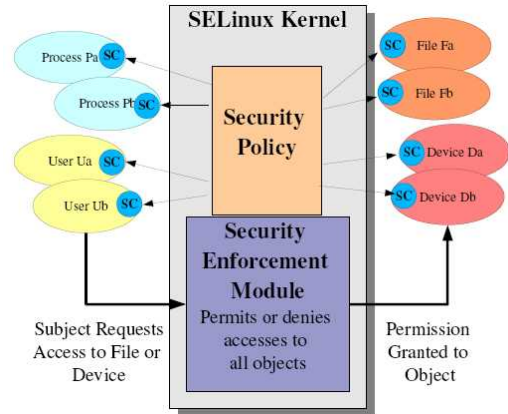 SELinux Kernel
Process Pa
SC
Process Pb
SC
User Ua
SC
User Ub
SC
Security
Policy
SC
File Fa
SC
File Fb
SC
Device Da
SC
Device Db
Security
Enforcement
Module
Permits or denies
accesses to
all objects
Subject Requests
Access to File or
Device
Permission
Granted to
Object